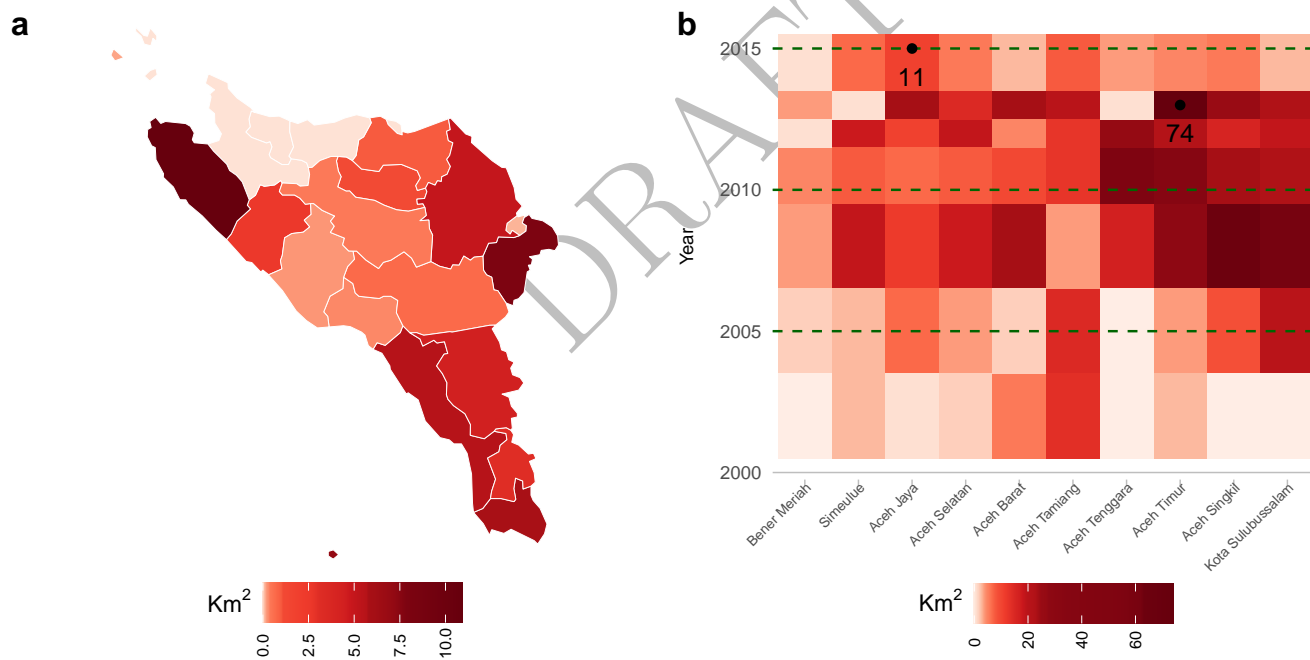 a
Km2
0.0
2.5
5.0
7.5
10.0
DRAFT
b
Year
2015
2010
2005
2000
11
74
Bener Meriah
Simeulue
Aceh Jaya
Aceh Selatan
Aceh Barat
Aceh Tamiang
Aceh Tenggara
Aceh Timur
Aceh Singkil
Kota Sulubussalam
Km2
0
20
40
60